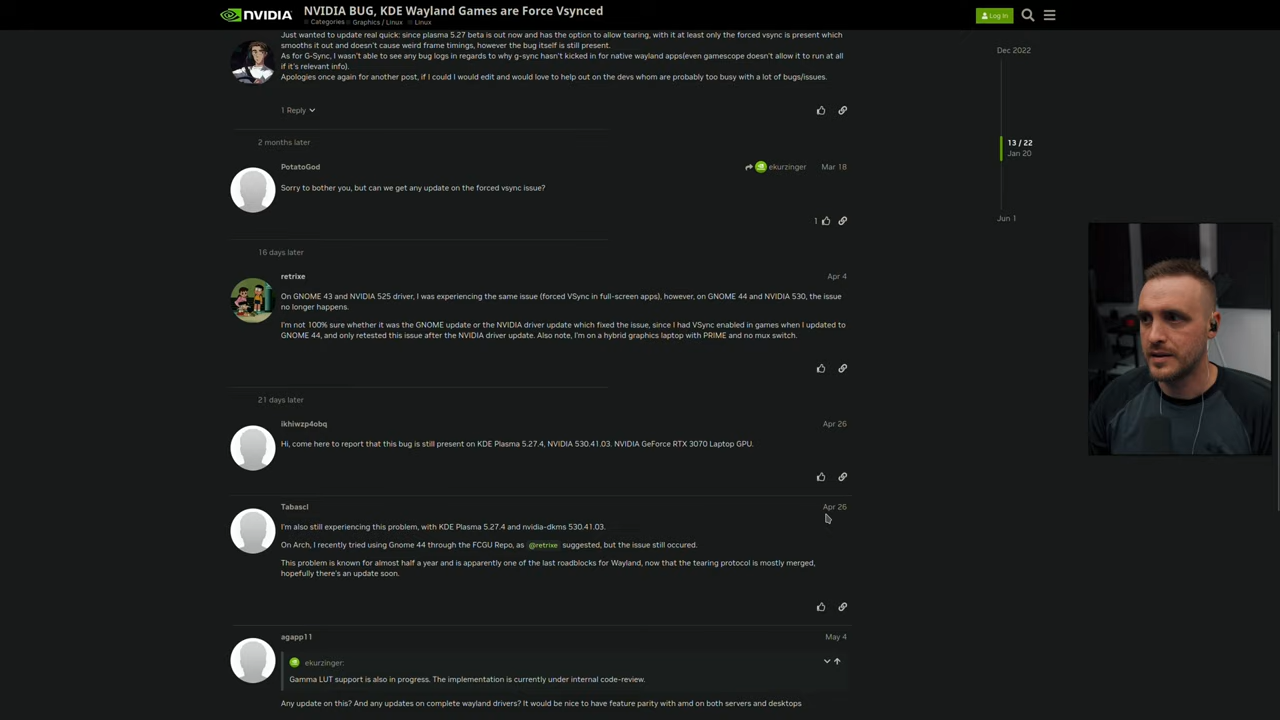 NVIDIA BUG, KDE Wayland Games are Force Vsynced
NVIDIA
Categories Graphics / Linux Linux
Log In
Just wanted to update real quick: since plasma 5.27 beta is out now and has the option to allow tearing, with it at least only the forced vsync is present which
smooths it out and doesn't cause weird frame timings, however the bug itself is still present.
As for G-Sync, I wasn't able to see any bug logs in regards to why g-sync hasn't kicked in for native wayland apps(even gamescope doesn't allow it to run at all
if it's relevant info).
Apologies once again for another post, if I could I would edit and would love to help out on the devs whom are probably too busy with a lot of bugs/issues.
1 Reply
Dec 2022
13 / 22
Jan 20
Jun 1
2 months later
PotatoGod
ekurzinger Mar 18
Sorry to bother you, but can we get any update on the forced vsync issue?
1
16 days later
retrixe
Apr 4
On GNOME 43 and NVIDIA 525 driver, I was experiencing the same issue (forced VSync in full-screen apps), however, on GNOME 44 and NVIDIA 530, the issue
no longer happens.
I'm not 100% sure whether it was the GNOME update or the NVIDIA driver update which fixed the issue, since I had VSync enabled in games when I updated to
GNOME 44, and only retested this issue after the NVIDIA driver update. Also note, I'm on a hybrid graphics laptop with PRIME and no mux switch.
21 days later
ikhiwzp4obq
Apr 26
Hi, come here to report that this bug is still present on KDE Plasma 5.27.4, NVIDIA 530.41.03. NVIDIA GeForce RTX 3070 Laptop GPU.
Tabascl
Apr 26
I'm also still experiencing this problem, with KDE Plasma 5.27.4 and nvidia-dkms 530.41.03.
On Arch, I recently tried using Gnome 44 through the FCGU Repo, as @retrixe suggested, but the issue still occured.
This problem is known for almost half a year and is apparently one of the last roadblocks for Wayland, now that the tearing protocol is mostly merged,
hopefully there's an update soon.
agapp11
May 4
ekurzinger:
Gamma LUT support is also in progress. The implementation is currently under internal code-review.
Any update on this? And any updates on complete wayland drivers? It would be nice to have feature parity with amd on both servers and desktops